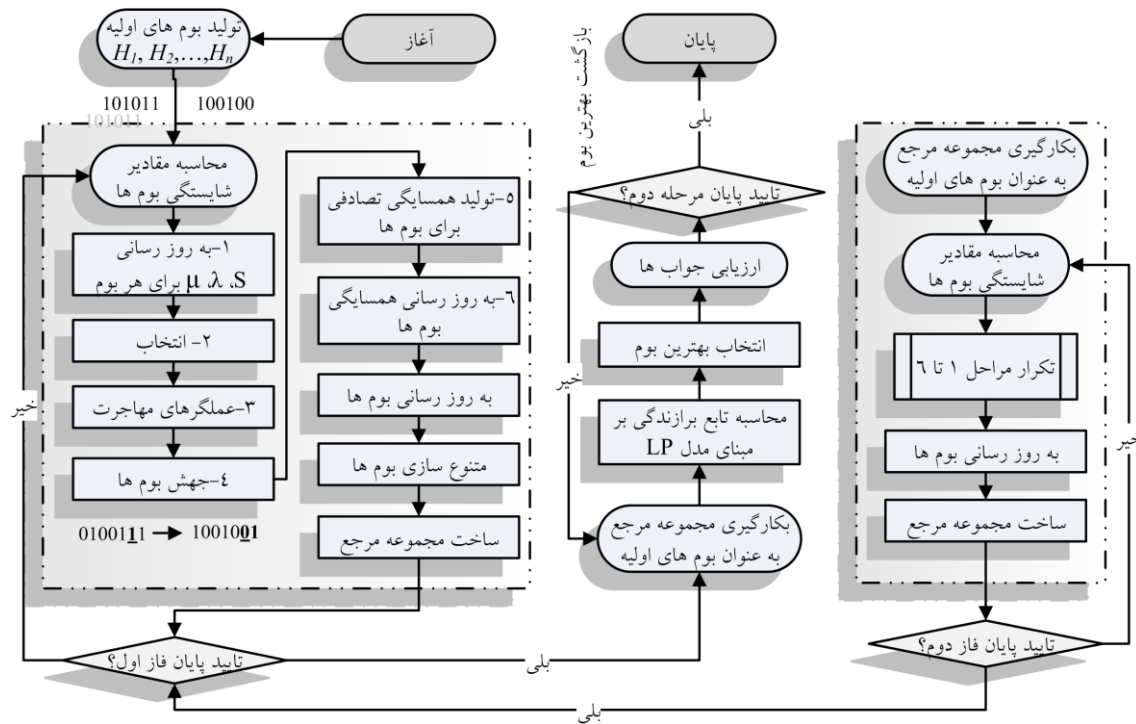 آغاز
تولید بوم های اولیه
H1, H2,…,Hn
101011
100100
101011
محاسبه مقادیر
شایستگی بوم ها
۱-به روز رسانی
S، λ، μ برای هر بوم
۲- انتخاب
۳-عملگرهای مهاجرت
٤-جهش بوم ها
0100111
1001001
خیر
٥-تولید همسایگی تصادفی
برای بوم ها
٦-به روز رسانی همسایگی
بوم ها
به روز رسانی بوم ها
متنوع سازی بوم ها
ساخت مجموعه مرجع
تایید پایان فاز اول؟
بلی
پایان
بازگشت بهترین بوم
بلی
تایید پایان مرحله دوم؟
ارزیابی جواب ها
انتخاب بهترین بوم
خیر
محاسبه تابع برازندگی بر
مبنای مدل LP
بکارگیری مجموعه مرجع
به عنوان بوم های اولیه
بکارگیری مجموعه مرجع
به عنوان بوم های اولیه
محاسبه مقادیر
شایستگی بوم ها
تکرار مراحل ۱ تا ٦
به روز رسانی بوم ها
ساخت مجموعه مرجع
خیر
تایید پایان فاز دوم؟
بلی